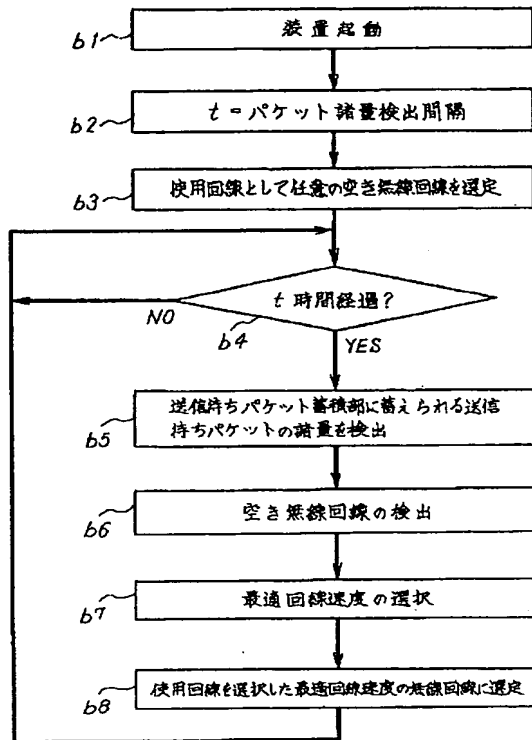 b1
装置起動
b2
t=パケット諸量検出間隔
b3
使用回線として任意の空き無線回線を選定
t時間経過?
NO
b4
YES
b5
送信待ちパケット蓄積部に蓄えられる送信
待ちパケットの諸量を検出
b6
空き無線回線の検出
b7
最適回線速度の選択
b8
使用回線を選択した最適回線速度の無線回線に選定